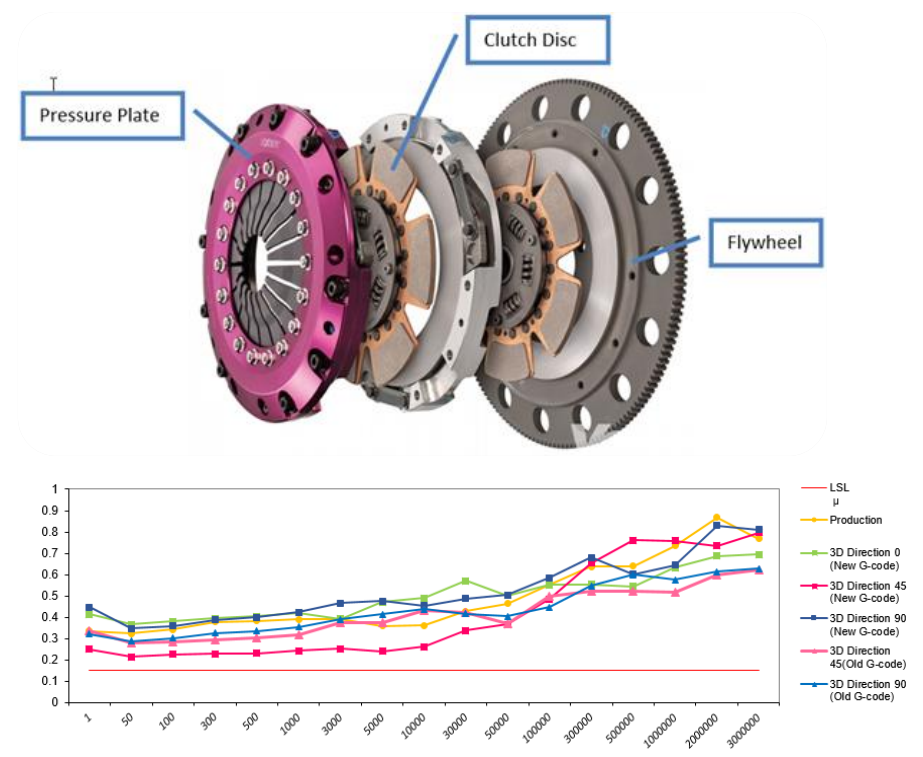 Clutch Disc
Pressure Plate
Flywheel
1
0.9
0.8
0.7
0.6
0.5
0.4
0.3
0.2
0.1
0
1
50
100
300
500
1000
3000
5000
10000
30000
50000
100000
300000
500000
1000000
2000000
3000000
LSL
μ
Production
3D Direction 0
(New G-code)
3D Direction 45
(New G-code)
3D Direction 90
(New G-code)
3D Direction
45(Old G-code)
3D Direction 90
(Old G-code)